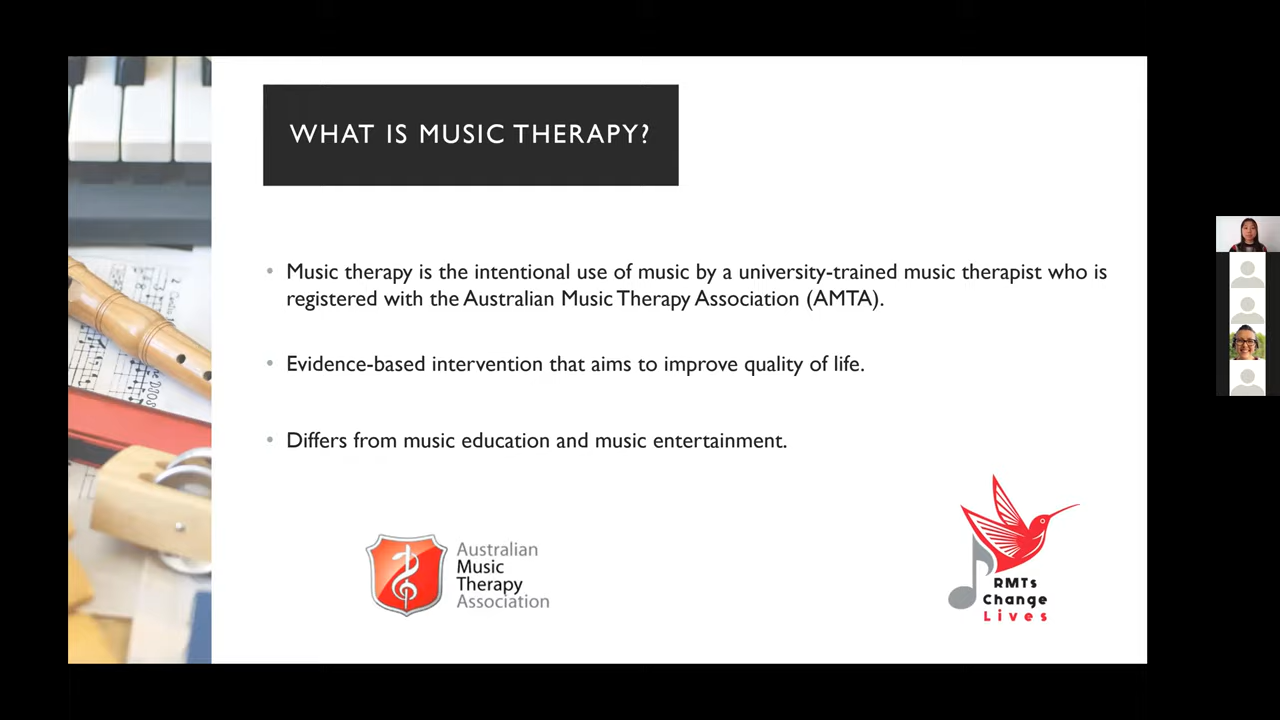 WHAT IS MUSIC THERAPY?
• Music therapy is the intentional use of music by a university-trained music therapist who is
registered with the Australian Music Therapy Association (AMTA).
• Evidence-based intervention that aims to improve quality of life.
• Differs from music education and music entertainment.
Australian
Music
Therapy
Association
RMTs
Change
Lives